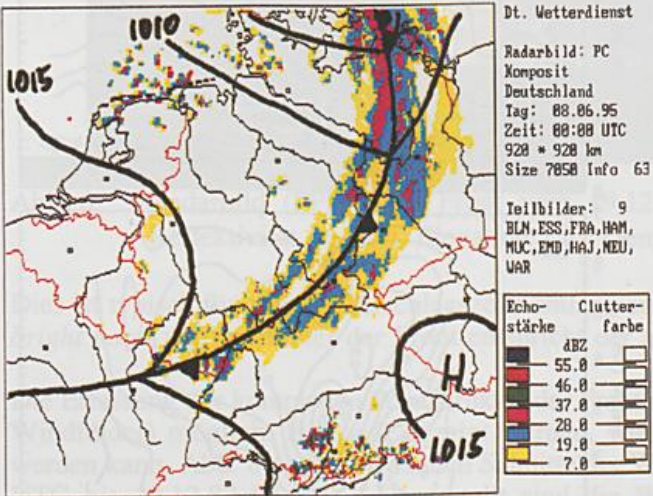 1010
1015
H
1015
Dt. Wetterdienst
Radarbild: PC
Komposit
Deutschland
Tag: 08.06.95
Zeit: 00:00 UTC
920 * 920 km
Size 7050 Info 63
Teilbilder: 9
BLN,ESS,FRA,HAM,
MUC,EMD,HAJ,NEU,
WAR
Echo- Clutter-
stärke farbe
dBZ
55.0
46.0
37.0
28.0
19.0
7.0